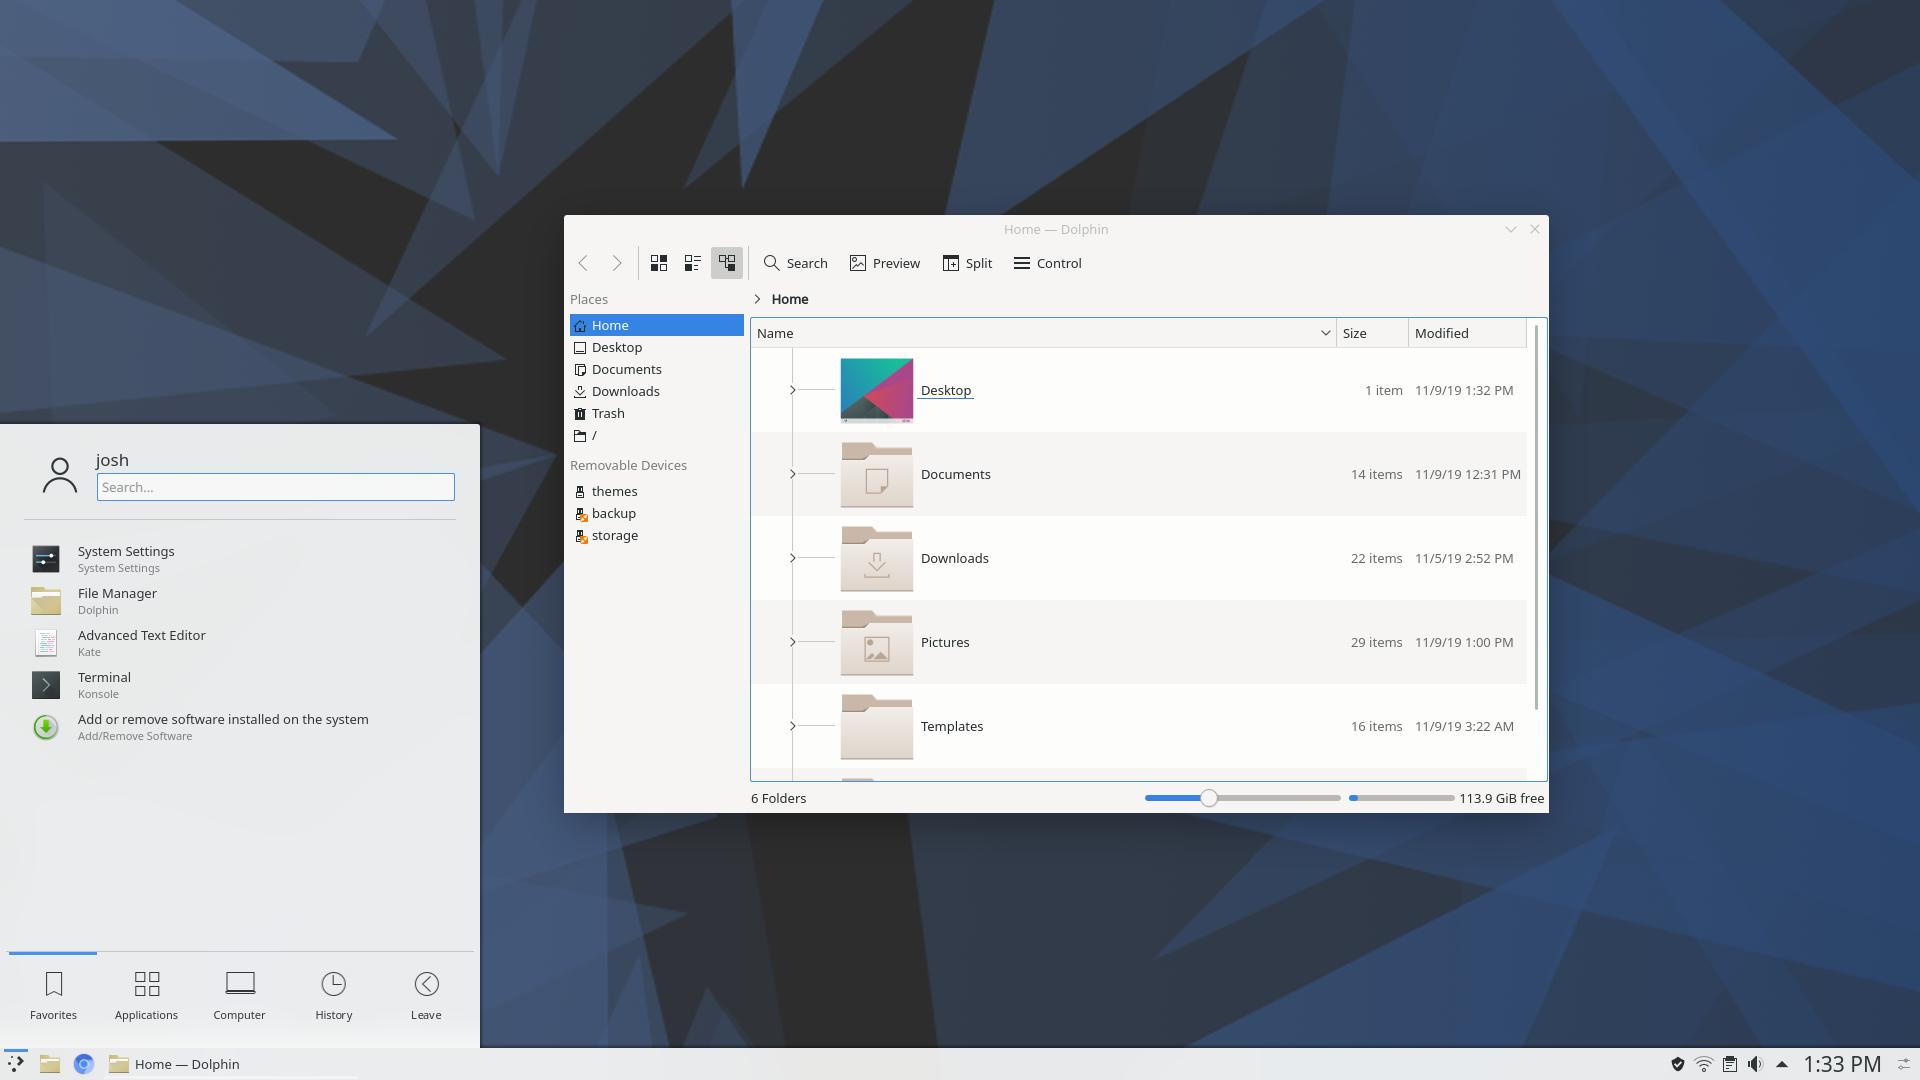 Home — Dolphin
Search
Preview
Split
Control
Places
Home
Desktop
Documents
Downloads
Trash
/
Removable Devices
themes
backup
storage
Home
Name Size Modified
Desktop 1 item 11/9/19 1:32 PM
Documents 14 items 11/9/19 12:31 PM
Downloads 22 items 11/5/19 2:52 PM
Pictures 29 items 11/9/19 1:00 PM
Templates 16 items 11/9/19 3:22 AM
6 Folders 113.9 GiB free
josh
Search...
System Settings
System Settings
File Manager
Dolphin
Advanced Text Editor
Kate
Terminal
Konsole
Add or remove software installed on the system
Add/Remove Software
Favorites Applications Computer History Leave
Home — Dolphin 1:33 PM